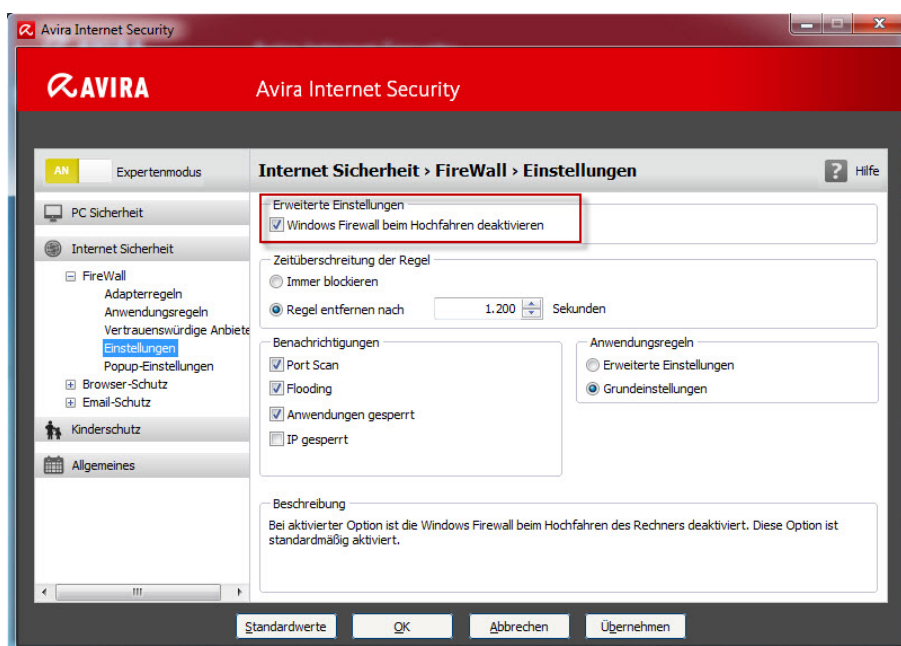 Avira Internet Security
AVIRA
Avira Internet Security
AN
Expertenmodus
Internet Sicherheit › FireWall › Einstellungen
? Hilfe
PC Sicherheit
Internet Sicherheit
FireWall
Adapterregeln
Anwendungsregeln
Vertrauenswürdige Anbiete
Einstellungen
Popup-Einstellungen
Browser-Schutz
Email-Schutz
Kinderschutz
Allgemeines
Erweiterte Einstellungen
Windows Firewall beim Hochfahren deaktivieren
Zeitüberschreitung der Regel
Immer blockieren
Regel entfernen nach 1.200 Sekunden
Benachrichtigungen
Port Scan
Flooding
Anwendungen gesperrt
IP gesperrt
Anwendungsregeln
Erweiterte Einstellungen
Grundeinstellungen
Beschreibung
Bei aktivierter Option ist die Windows Firewall beim Hochfahren des Rechners deaktiviert. Diese Option ist
standardmäßig aktiviert.
Standardwerte
OK
Abbrechen
Übernehmen